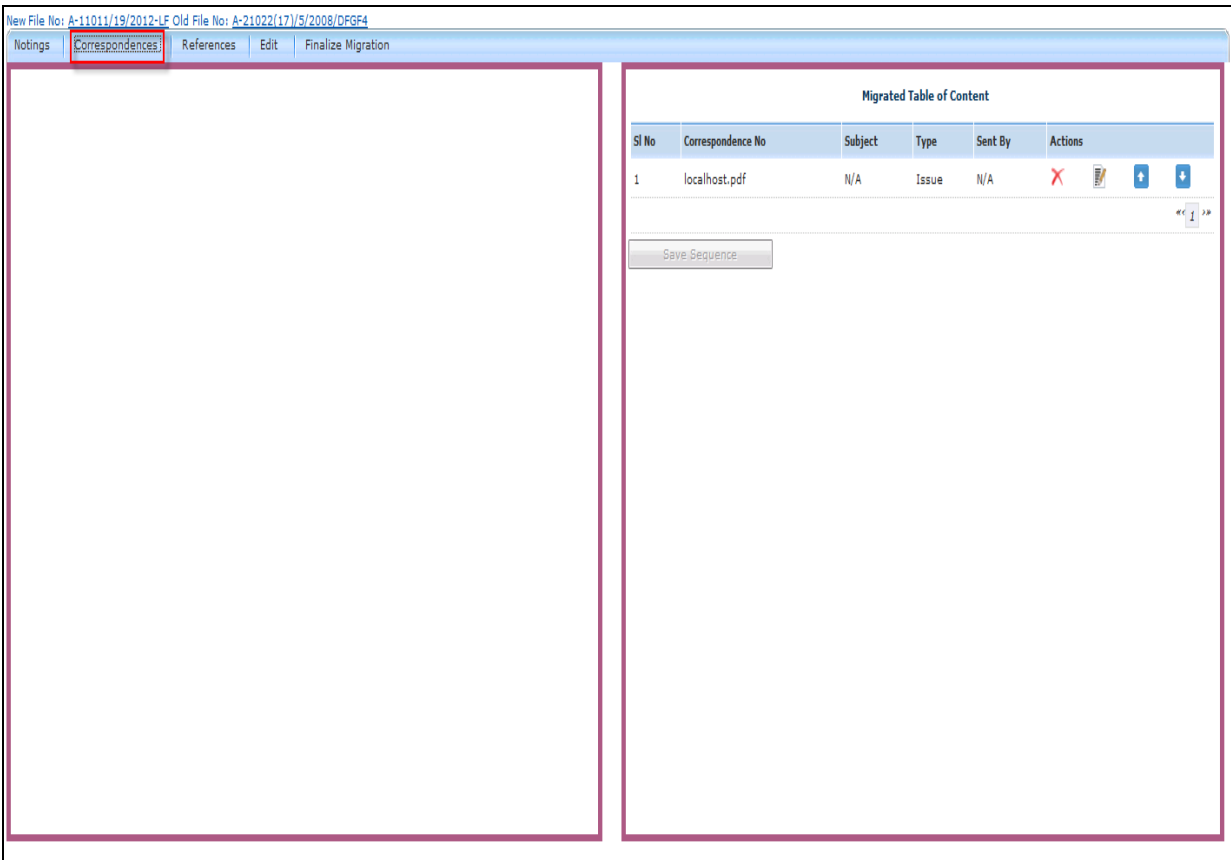 New File No: A-11011/19/2012-LF Old File No: A-21022(17)/5/2008/DFGF4
Notings Correspondences References Edit Finalize Migration
Migrated Table of Content
Sl No Correspondence No Subject Type Sent By Actions
1 localhost.pdf N/A Issue N/A
«‹ 1 ›»
Save Sequence